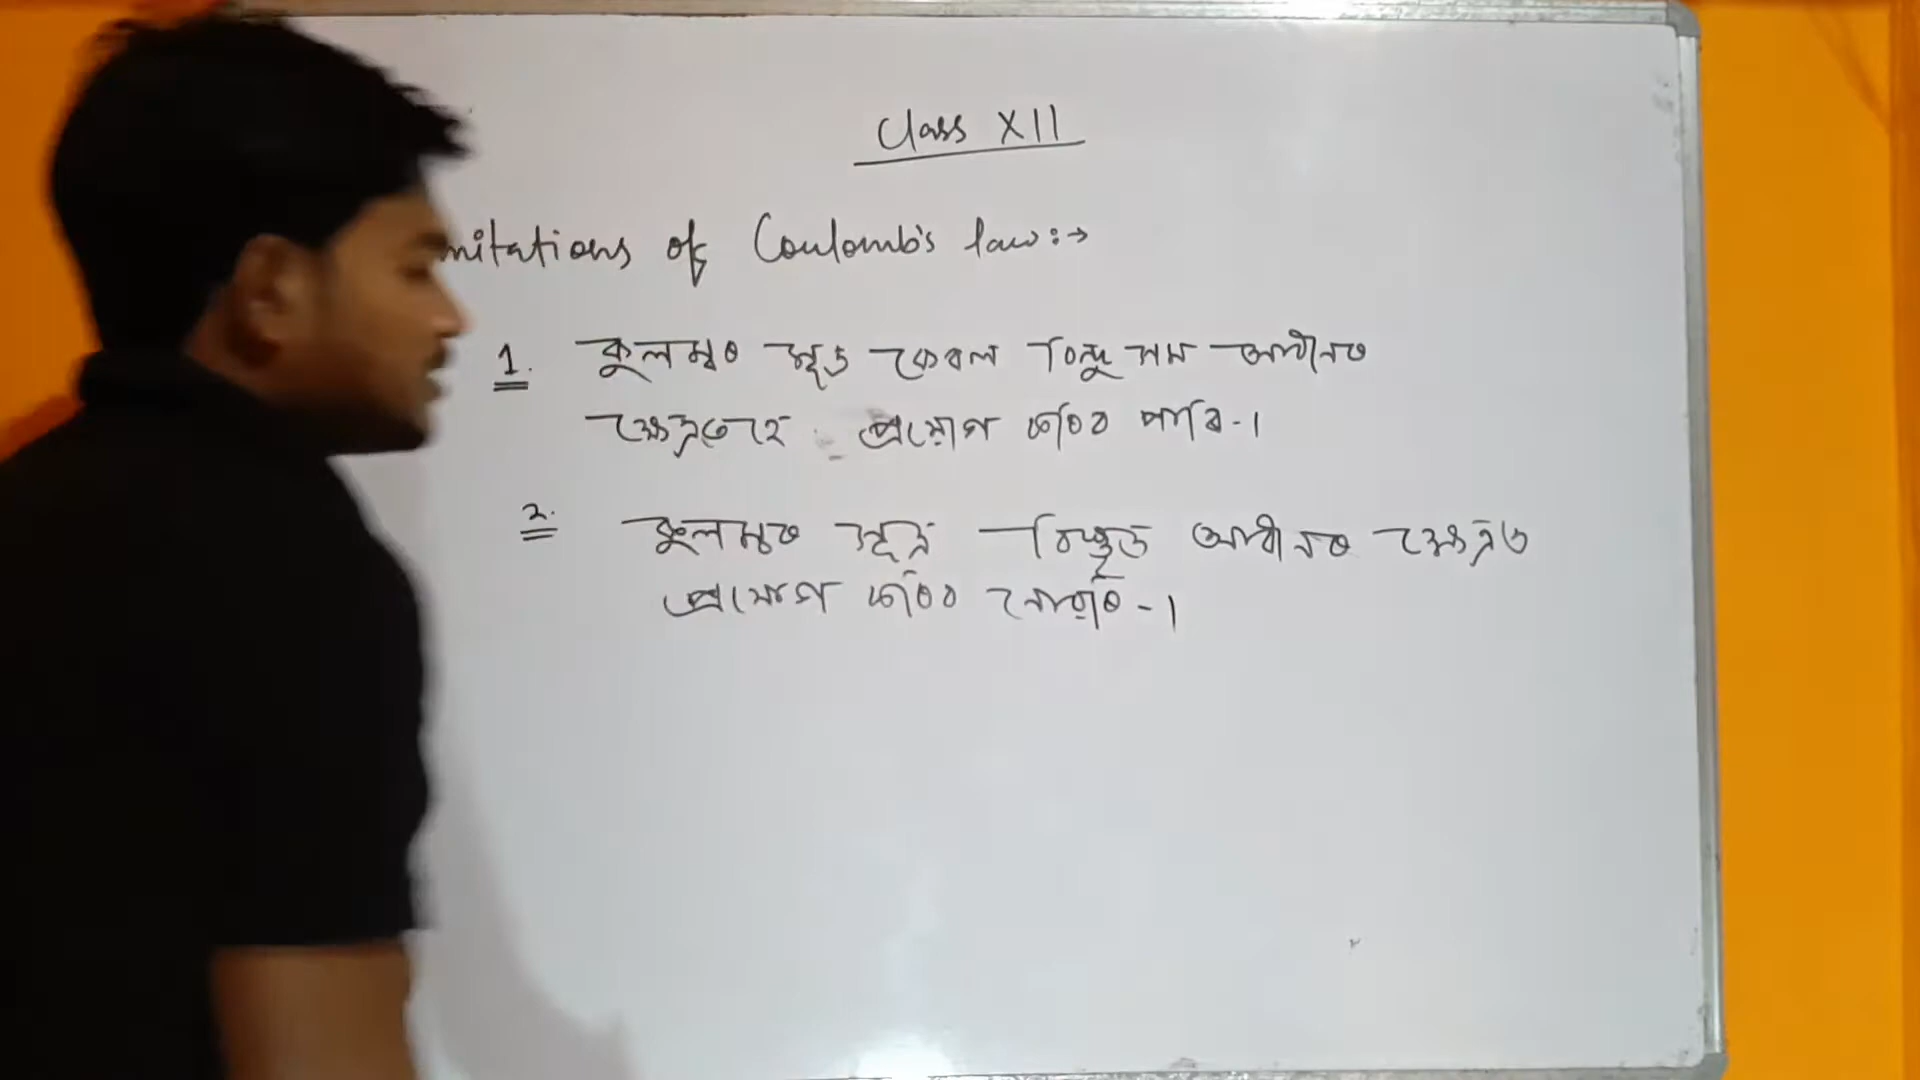 Class XII
mitations of Coulomb's law:→
1. কুলম্বৰ সূত্ৰ কেৱল বিন্দু সম আধানৰ
ক্ষেত্ৰতহে প্ৰয়োগ কৰিব পাৰি-।
2. কুলম্বৰ সূত্ৰ বিস্তৃত আধানৰ ক্ষেত্ৰত
প্ৰয়োগ কৰিব নোৱাৰি-।